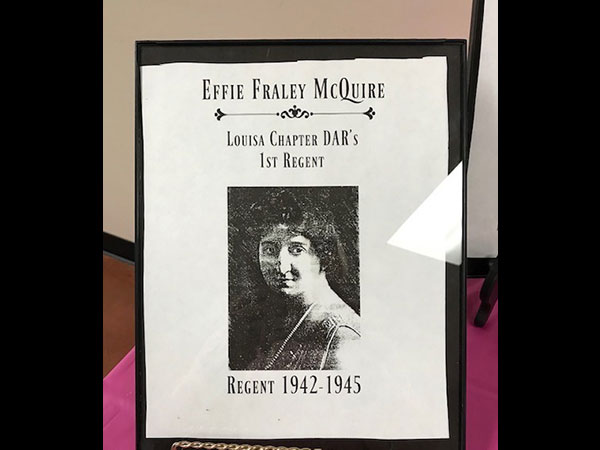 Effie Fraley McQuire
Louisa Chapter DAR's
1st Regent
Regent 1942-1945